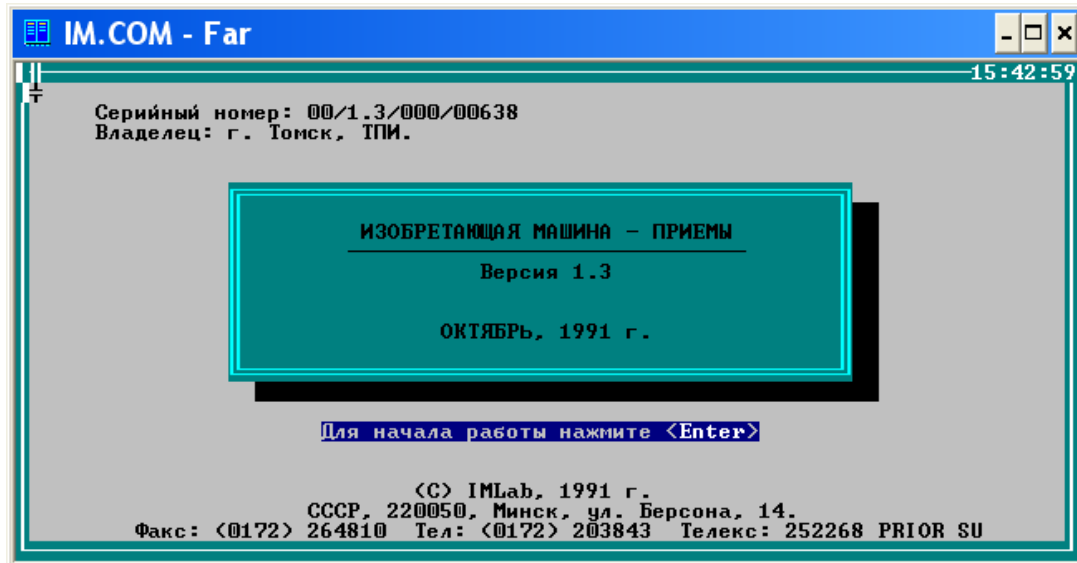 IM.COM - Far
15:42:59
Серийный номер: 00/1.3/000/00638
Владелец: г. Томск, ТПИ.
ИЗОБРЕТАЮЩАЯ МАШИНА - ПРИЕМЫ
Версия 1.3
ОКТЯБРЬ, 1991 г.
Для начала работы нажмите <Enter>
(C) IMLab, 1991 г.
СССР, 220050, Минск, ул. Берсона, 14.
Факс: (0172) 264810 Тел: (0172) 203843 Телекс: 252268 PRIOR SU